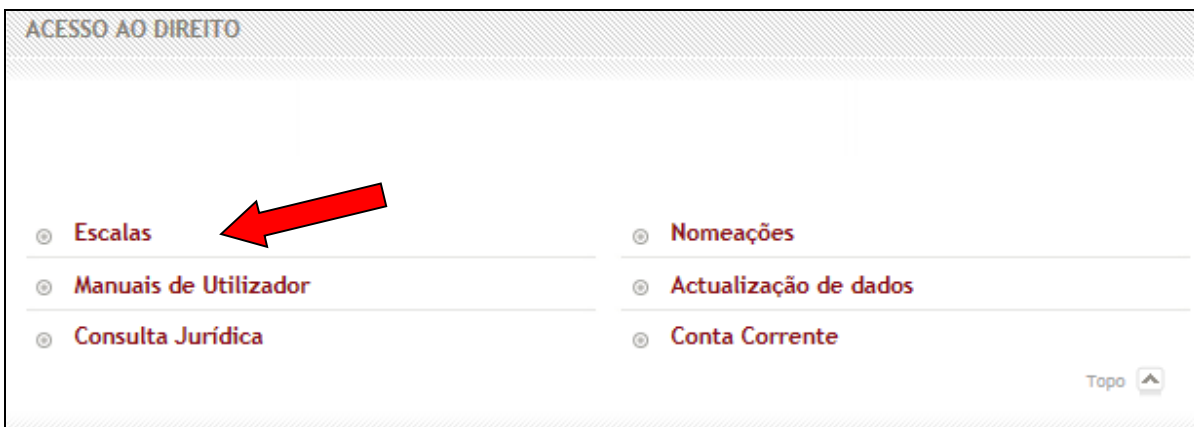 ACESSO AO DIREITO
Escalas
Nomeações
Manuais de Utilizador
Actualização de dados
Consulta Jurídica
Conta Corrente
Topo